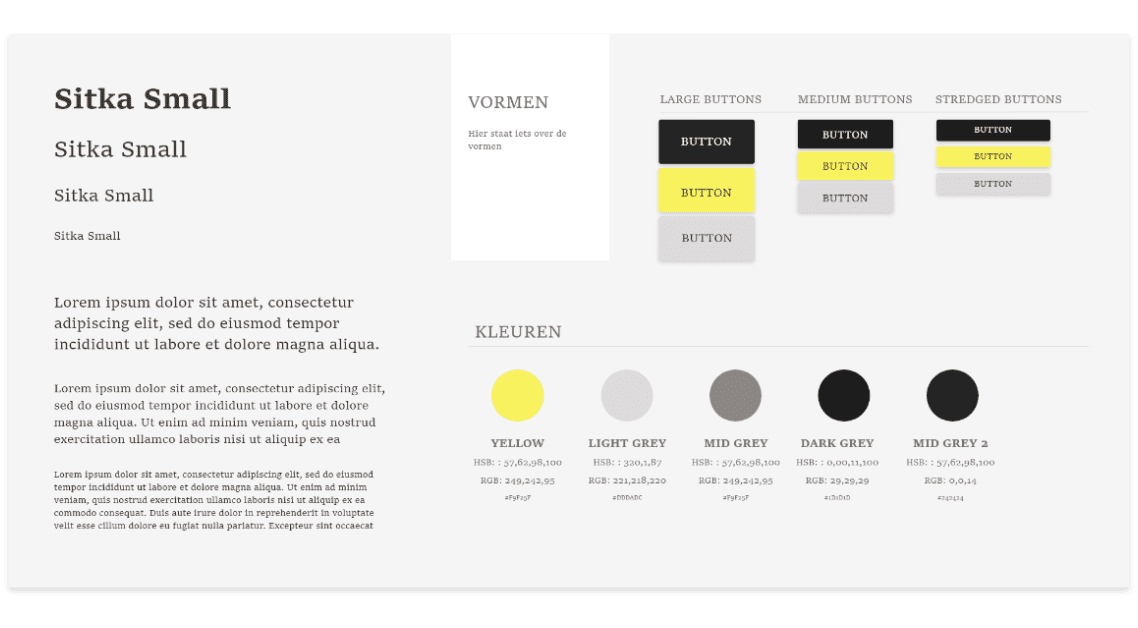 Sitka Small
Sitka Small
Sitka Small
Sitka Small
Lorem ipsum dolor sit amet, consectetur
adipiscing elit, sed do eiusmod tempor
incididunt ut labore et dolore magna aliqua.
Lorem ipsum dolor sit amet, consectetur adipiscing elit,
sed do eiusmod tempor incididunt ut labore et dolore
magna aliqua. Ut enim ad minim veniam, quis nostrud
exercitation ullamco laboris nisi ut aliquip ex ea
Lorem ipsum dolor sit amet, consectetur adipiscing elit, sed do eiusmod
tempor incididunt ut labore et dolore magna aliqua. Ut enim ad minim
veniam, quis nostrud exercitation ullamco laboris nisi ut aliquip ex ea
commodo consequat. Duis aute irure dolor in reprehenderit in voluptate
velit esse cillum dolore eu fugiat nulla pariatur. Excepteur sint occaecat
VORMEN
Hier staat iets over de
vormen
LARGE BUTTONS
BUTTON
BUTTON
BUTTON
MEDIUM BUTTONS
BUTTON
BUTTON
BUTTON
STREDGED BUTTONS
BUTTON
BUTTON
BUTTON
KLEUREN
YELLOW
HSB: : 57,62,98,100
RGB: 249,242,95
#F9F25F
LIGHT GREY
HSB: : 320,1,87
RGB: 221,218,220
#DDDADC
MID GREY
HSB: : 57,62,98,100
RGB: 249,242,95
#F9F25F
DARK GREY
HSB: : 0,00,11,100
RGB: 29,29,29
#1D1D1D
MID GREY 2
HSB: : 57,62,98,100
RGB: 0,0,14
#242424